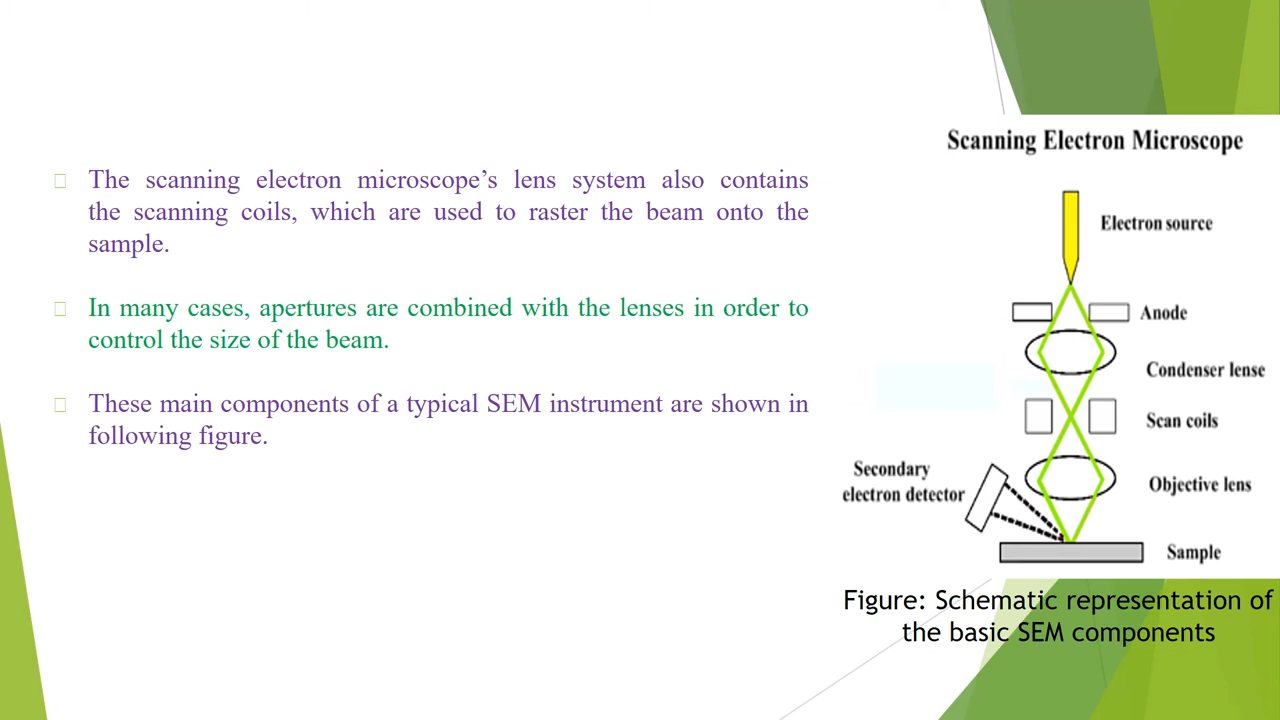 The scanning electron microscope’s lens system also contains
the scanning coils, which are used to raster the beam onto the
sample.
In many cases, apertures are combined with the lenses in order to
control the size of the beam.
These main components of a typical SEM instrument are shown in
following figure.
Scanning Electron Microscope
Electron source
Anode
Condenser lense
Scan coils
Secondary
electron detector
Objective lens
Sample
Figure: Schematic representation of
the basic SEM components